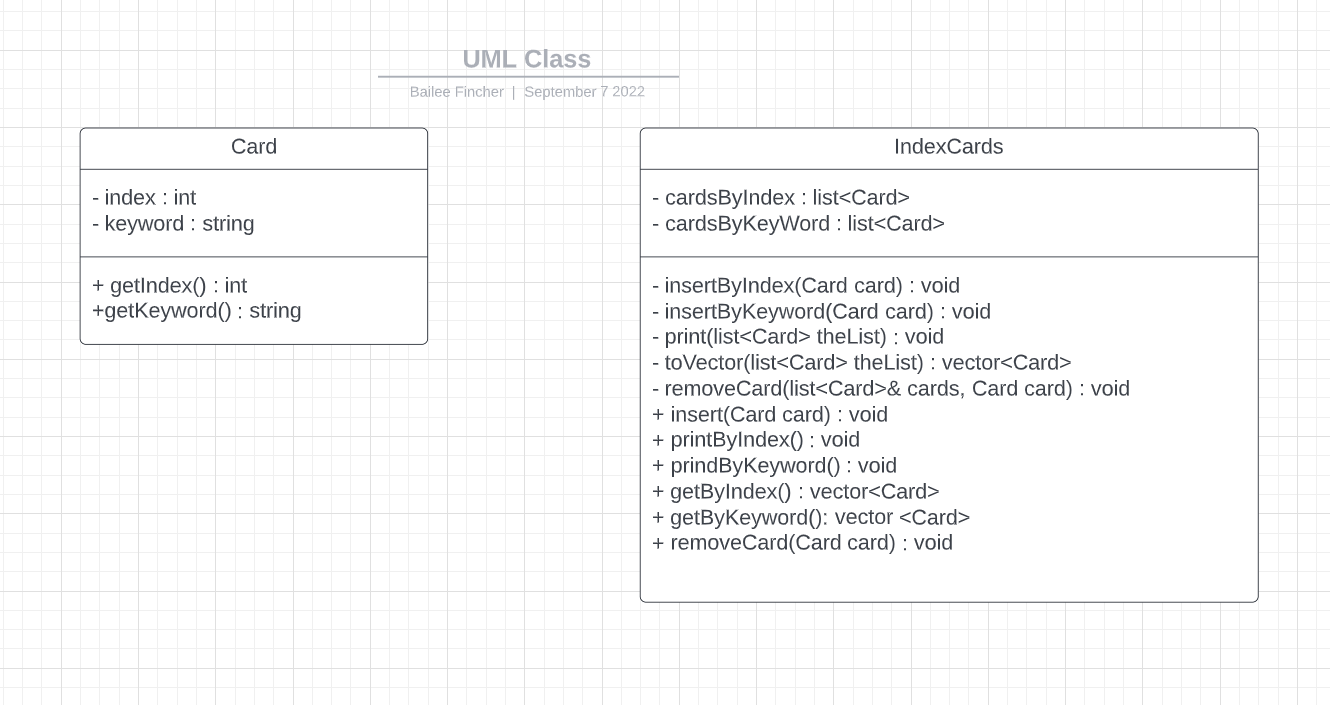 UML Class
Bailee Fincher | September 7 2022
Card
- index : int
- keyword : string
+ getIndex() : int
+getKeyword() : string
IndexCards
- cardsByIndex : list<Card>
- cardsByKeyWord : list<Card>
- insertByIndex(Card card) : void
- insertByKeyword(Card card) : void
- print(list<Card> theList) : void
- toVector(list<Card> theList) : vector<Card>
- removeCard(list<Card>& cards, Card card) : void
+ insert(Card card) : void
+ printByIndex() : void
+ prindByKeyword() : void
+ getByIndex() : vector<Card>
+ getByKeyword(): vector <Card>
+ removeCard(Card card) : void